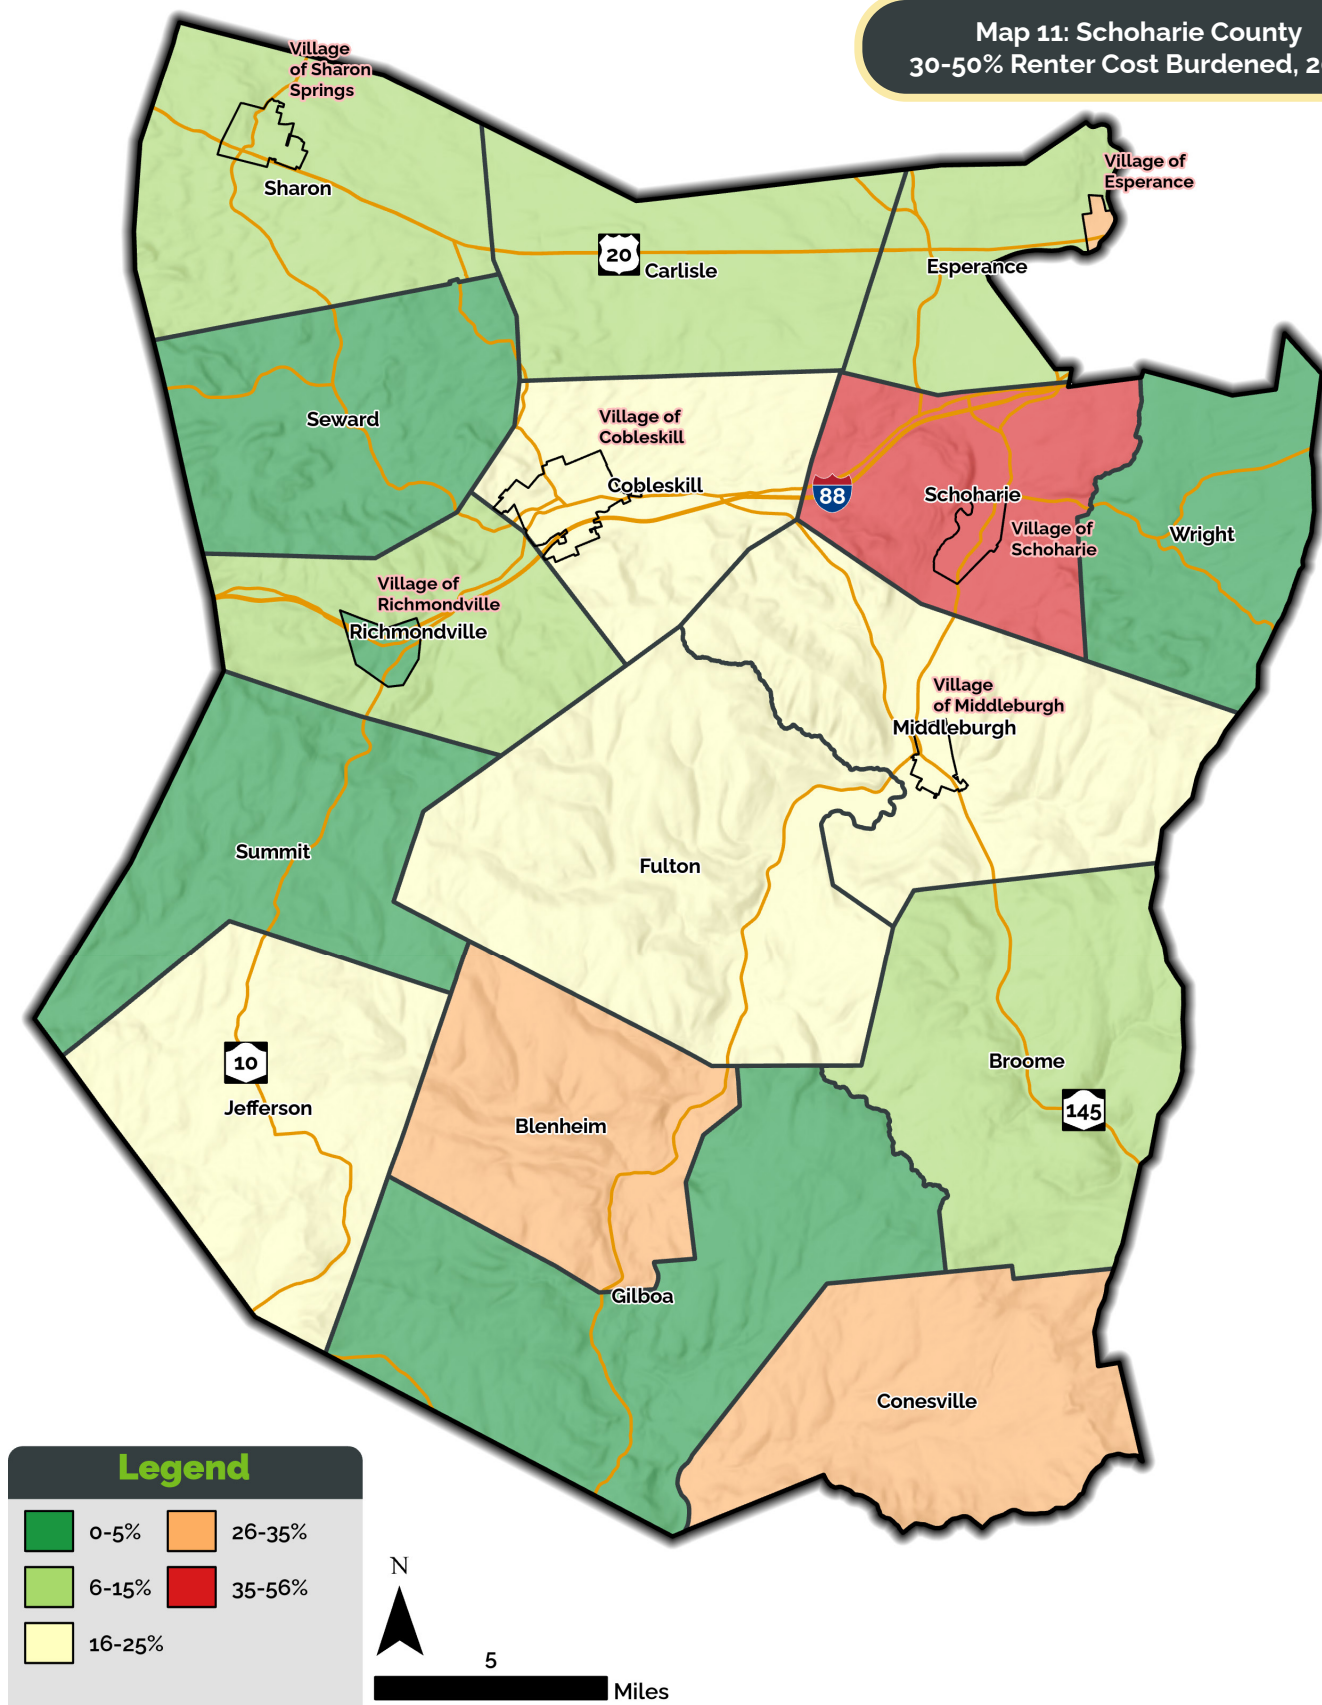 Map 11: Schoharie County
30-50% Renter Cost Burdened, 2
Village
of Sharon
Springs
Sharon
Village of
Esperance
20
Carlisle
Esperance
Seward
Village of
Cobleskill
Cobleskill
88
Schoharie
Village of
Schoharie
Wright
Village of
Richmondville
Richmondville
Village
of Middleburgh
Middleburgh
Summit
Fulton
10
Jefferson
Broome
145
Blenheim
Gilboa
Conesville
Legend
0-5%
26-35%
6-15%
35-56%
16-25%
N
5
Miles